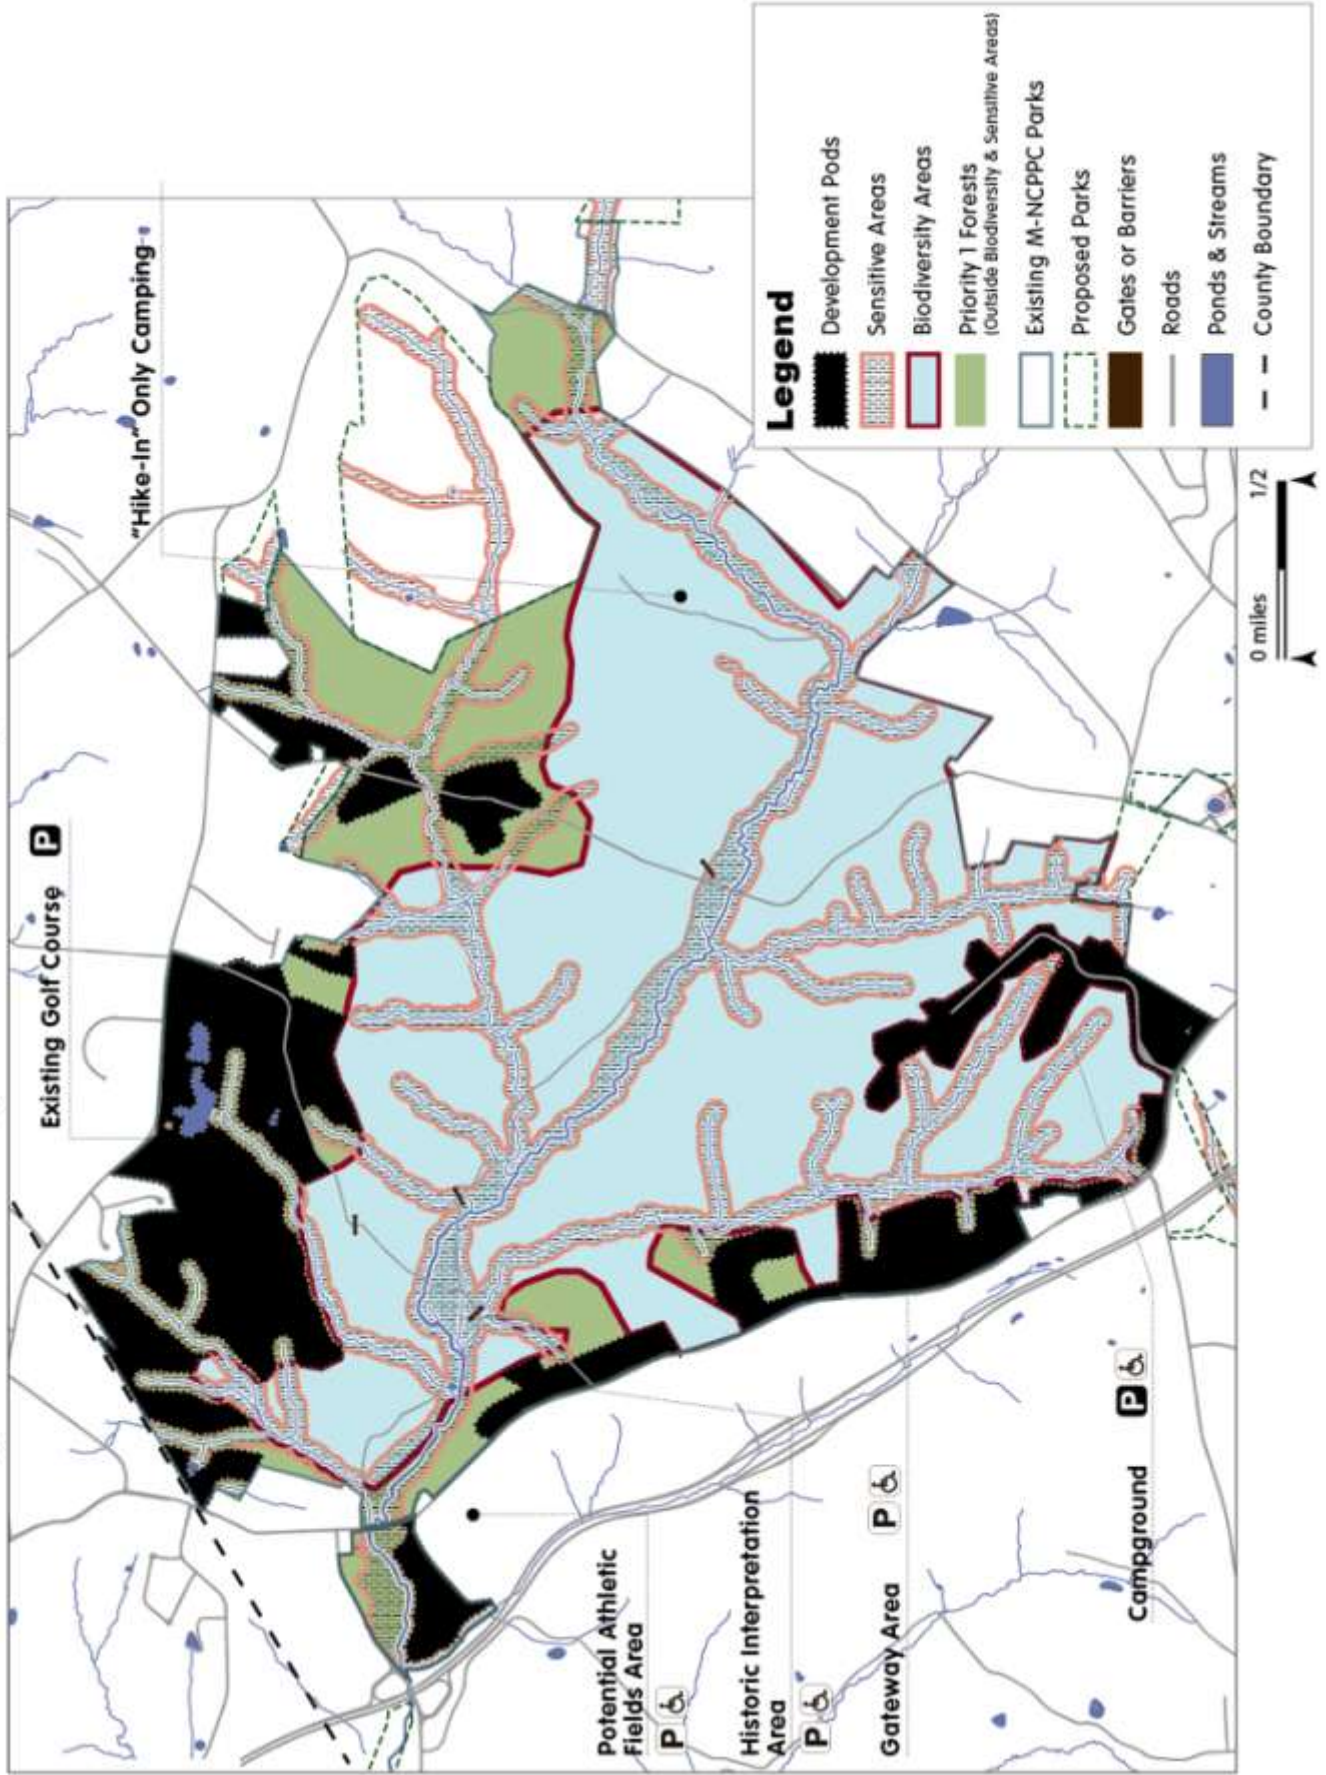 "Hike-In" Only Camping
Existing Golf Course P
Legend
Development Pods
Sensitive Areas
Biodiversity Areas
Priority 1 Forests
(Outside Biodiversity & Sensitive Areas)
Existing M-NCPPC Parks
Proposed Parks
Gates or Barriers
Roads
Ponds & Streams
County Boundary
0 miles 1/2
Potential Athletic
Fields Area
P
Historic Interpretation
Area
P
Gateway Area P
Campground P